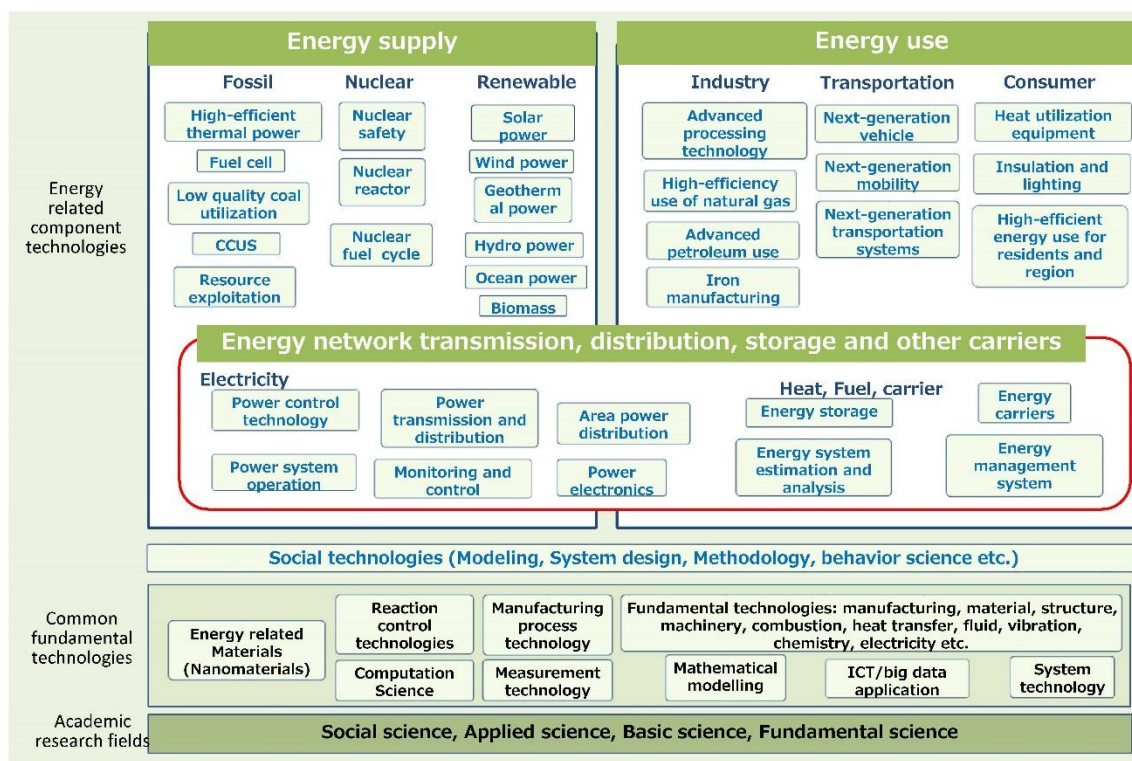 Energy supply
Energy use
Energy
related
component
technologies
Fossil
High-efficient
thermal power
Fuel cell
Low quality coal
utilization
CCUS
Resource
exploitation
Nuclear
Nuclear
safety
Nuclear
reactor
Nuclear
fuel cycle
Renewable
Solar
power
Wind power
Geotherm
al power
Hydro power
Ocean power
Biomass
Industry
Advanced
processing
technology
High-efficiency
use of natural gas
Advanced
petroleum use
Iron
manufacturing
Transportation
Next-generation
vehicle
Next-generation
mobility
Next-generation
transportation
systems
Consumer
Heat utilization
equipment
Insulation and
lighting
High-efficient
energy use for
residents and
region
Energy network transmission, distribution, storage and other carriers
Electricity
Power control
technology
Power
transmission and
distribution
Area power
distribution
Power system
operation
Monitoring and
control
Power
electronics
Heat, Fuel, carrier
Energy storage
Energy
carriers
Energy system
estimation and
analysis
Energy
management
system
Social technologies (Modeling, System design, Methodology, behavior science etc.)
Common
fundamental
technologies
Energy related
Materials
(Nanomaterials)
Reaction
control
technologies
Computation
Science
Manufacturing
process
technology
Measurement
technology
Fundamental technologies: manufacturing, material, structure,
machinery, combustion, heat transfer, fluid, vibration,
chemistry, electricity etc.
Mathematical
modelling
ICT/big data
application
System
technology
Academic
research fields
Social science, Applied science, Basic science, Fundamental science